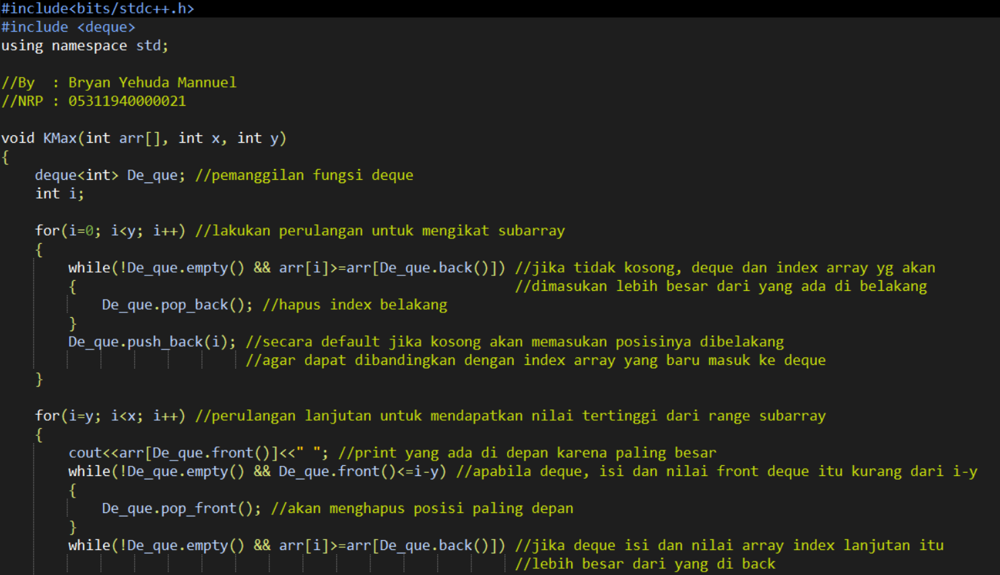 #include<bits/stdc++.h>
#include <deque>
using namespace std;
//By  : Bryan Yehuda Mannuel
//NRP : 05311940000021
void KMax(int arr[], int x, int y)
{
    deque<int> De_que; //pemanggilan fungsi deque
    int i;
    for(i=0; i<y; i++) //lakukan perulangan untuk mengikat subarray
    {
        while(!De_que.empty() && arr[i]>=arr[De_que.back()]) //jika tidak kosong, deque dan index array yg akan
        {                                                    //dimasukan lebih besar dari yang ada di belakang
            De_que.pop_back(); //hapus index belakang
        }
        De_que.push_back(i); //secara default jika kosong akan memasukan posisinya dibelakang
                             //agar dapat dibandingkan dengan index array yang baru masuk ke deque
    }
    for(i=y; i<x; i++) //perulangan lanjutan untuk mendapatkan nilai tertinggi dari range subarray
    {
        cout<<arr[De_que.front()]<<" "; //print yang ada di depan karena paling besar
        while(!De_que.empty() && De_que.front()<=i-y) //apabila deque, isi dan nilai front deque itu kurang dari i-y
        {
            De_que.pop_front(); //akan menghapus posisi paling depan
        }
        while(!De_que.empty() && arr[i]>=arr[De_que.back()]) //jika deque isi dan nilai array index lanjutan itu
                                                             //lebih besar dari yang di back